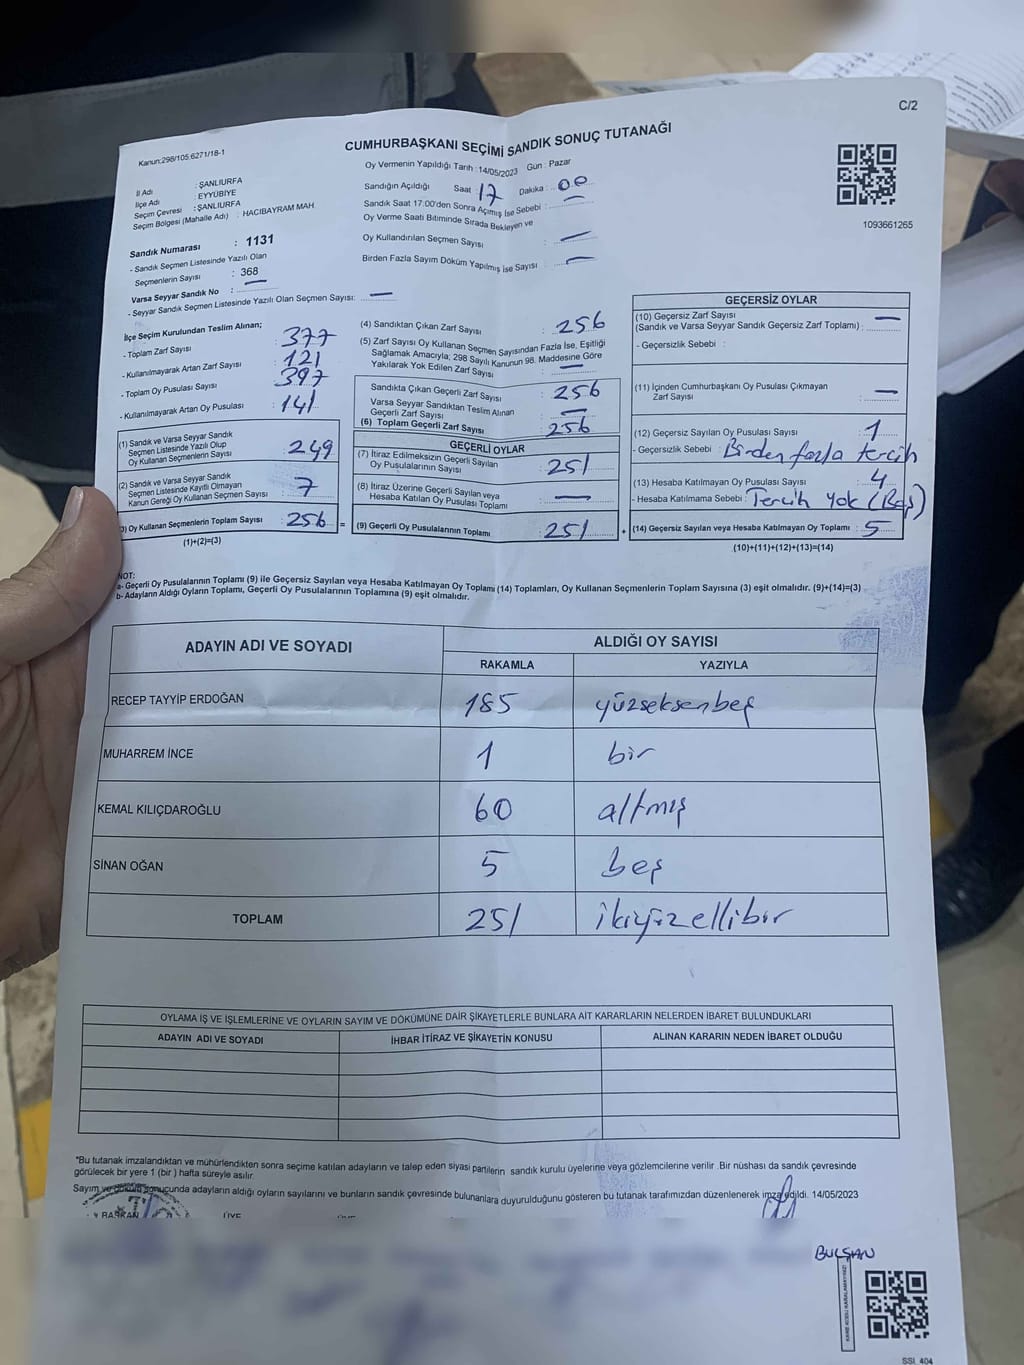 C/2
Kanun:298/105.6271/18-1
CUMHURBAŞKANI SEÇİMİ SANDIK SONUÇ TUTANAĞI
Oy Vermenin Yapıldığı Tarih :14/05/2023 Gün : Pazar
İl Adı : ŞANLIURFA
İlçe Adı : EYYÜBİYE
Seçim Çevresi : ŞANLIURFA
Seçim Bölgesi (Mahalle Adı) : HACIBAYRAM MAH.
Sandığın Açıldığı Saat : 17 Dakika : 00
Sandık Saat 17.00'den Sonra Açımış İse Sebebi : —
Oy Verme Saati Bitiminde Sırada Bekleyen ve
Oy Kullandırılan Seçmen Sayısı : —
Birden Fazla Sayım Döküm Yapılmış İse Sayısı : —
1093661265
Sandık Numarası : 1131
- Sandık Seçmen Listesinde Yazılı Olan
Seçmenlerin Sayısı : 368
Varsa Seyyar Sandık No : —
- Seyyar Sandık Seçmen Listesinde Yazılı Olan Seçmen Sayısı: —
İlçe Seçim Kurulundan Teslim Alınan;
- Toplam Zarf Sayısı : 377
- Kullanılmayarak Artan Zarf Sayısı : 121
- Toplam Oy Pusulası Sayısı : 397
- Kullanılmayarak Artan Oy Pusulası : 141
(1) Sandık ve Varsa Seyyar Sandık
Seçmen Listesinde Yazılı Olup
Oy Kullanan Seçmenlerin Sayısı : 249
(2) Sandık ve Varsa Seyyar Sandık
Seçmen Listesinde Kayıtlı Olmayan
Kanun Gereği Oy Kullanan Seçmen Sayısı : 7
3) Oy Kullanan Seçmenlerin Toplam Sayısı : 256 =
(1)+(2)=(3)
(4) Sandıktan Çıkan Zarf Sayısı : 256
(5) Zarf Sayısı Oy Kullanan Seçmen Sayısından Fazla İse, Eşitliği
Sağlamak Amacıyla; 298 Sayılı Kanunun 98. Maddesine Göre
Yakılarak Yok Edilen Zarf Sayısı : —
Sandıkta Çıkan Geçerli Zarf Sayısı : 256
Varsa Seyyar Sandıktan Teslim Alınan
Geçerli Zarf Sayısı : —
(6) Toplam Geçerli Zarf Sayısı : 256
GEÇERLİ OYLAR
(7) İtiraz Edilmeksizin Geçerli Sayılan
Oy Pusulalarının Sayısı : 251
(8) İtiraz Üzerine Geçerli Sayılan veya
Hesaba Katılan Oy Pusulası Toplamı : —
(9) Geçerli Oy Pusulalarının Toplamı : 251 +
GEÇERSİZ OYLAR
(10) Geçersiz Zarf Sayısı
(Sandık ve Varsa Seyyar Sandık Geçersiz Zarf Toplamı) : —
- Geçersizlik Sebebi :
(11) İçinden Cumhurbaşkanı Oy Pusulası Çıkmayan
Zarf Sayısı : —
(12) Geçersiz Sayılan Oy Pusulası Sayısı : 1
- Geçersizlik Sebebi : Birden fazla tercih
(13) Hesaba Katılmayan Oy Pusulası Sayısı : 4
- Hesaba Katılmama Sebebi : Tercih yok (Boş)
(14) Geçersiz Sayılan veya Hesaba Katılmayan Oy Toplamı : 5
(10)+(11)+(12)+(13)=(14)
NOT:
a- Geçerli Oy Pusulalarının Toplamı (9) ile Geçersiz Sayılan veya Hesaba Katılmayan Oy Toplamı (14) Toplamları, Oy Kullanan Seçmenlerin Toplam Sayısına (3) eşit olmalıdır. (9)+(14)=(3)
b- Adayların Aldığı Oyların Toplamı, Geçerli Oy Pusulalarının Toplamına (9) eşit olmalıdır.
ADAYIN ADI VE SOYADI ALDIĞI OY SAYISI
RAKAMLA YAZIYLA
RECEP TAYYİP ERDOĞAN 185 yüzseksenbeş
MUHARREM İNCE 1 bir
KEMAL KILIÇDAROĞLU 60 altmış
SİNAN OĞAN 5 beş
TOPLAM 251 ikiyüzellibir
OYLAMA İŞ VE İŞLEMLERİNE VE OYLARIN SAYIM VE DÖKÜMÜNE DAİR ŞİKAYETLERLE BUNLARA AİT KARARLARIN NELERDEN İBARET BULUNDUKLARI
ADAYIN ADI VE SOYADI İHBAR İTİRAZ VE ŞİKAYETİN KONUSU ALINAN KARARIN NEDEN İBARET OLDUĞU
*Bu tutanak imzalandıktan ve mühürlendikten sonra seçime katılan adayların ve talep eden siyasi partilerin sandık kurulu üyelerine veya gözlemcilerine verilir .Bir nüshası da sandık çevresinde
görülecek bir yere 1 (bir ) hafta süreyle asılır.
Sayım ve döküm sonucunda adayların aldığı oyların sayılarını ve bunların sandık çevresinde bulunanlara duyurulduğunu gösteren bu tutanak tarafımızdan düzenlenerek imza edildi. 14/05/2023
BAŞKAN ÜYE ÜYE
SSI_404